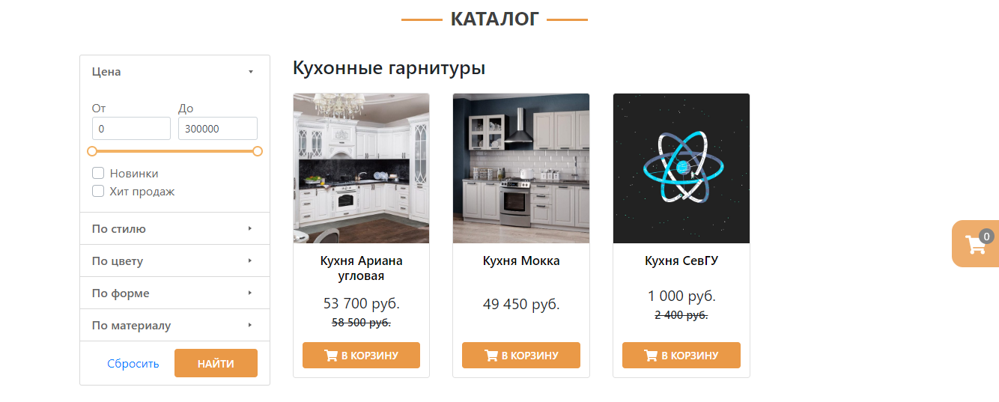 КАТАЛОГ
Цена
От
До
0
300000
Новинки
Хит продаж
По стилю
По цвету
По форме
По материалу
Сбросить
НАЙТИ
Кухонные гарнитуры
Кухня Ариана
угловая
53 700 руб.
58 500 руб.
В КОРЗИНУ
Кухня Мокка
49 450 руб.
В КОРЗИНУ
Кухня СевГУ
1 000 руб.
2 400 руб.
В КОРЗИНУ
0